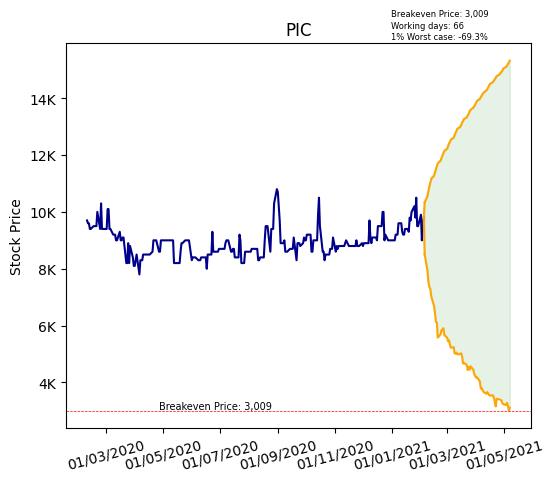 Breakeven Price: 3,009
Working days: 66
1% Worst case: -69.3%
PIC
Stock Price
14K
12K
10K
8K
6K
4K
Breakeven Price: 3,009
01/03/2020
01/05/2020
01/07/2020
01/09/2020
01/11/2020
01/01/2021
01/03/2021
01/05/2021